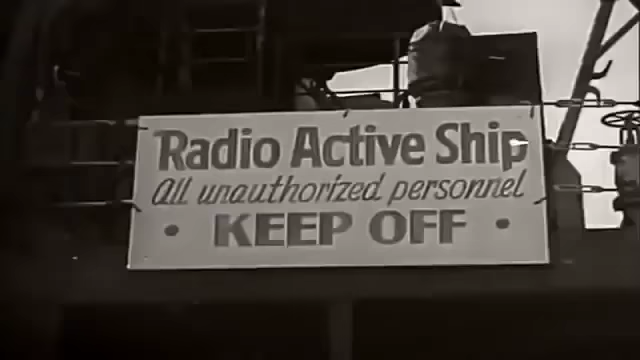 Radio Active Ship
All unauthorized personnel
• KEEP OFF •